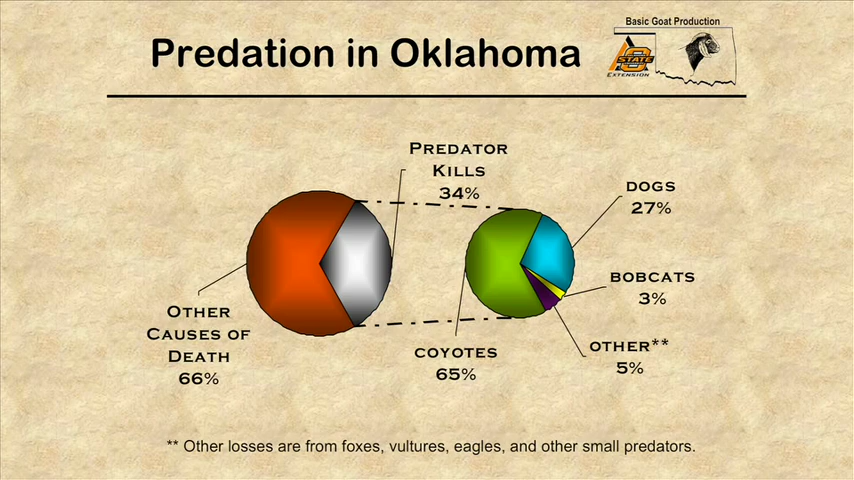 Basic Goat Production
Predation in Oklahoma
STATE
EXTENSION
PREDATOR
KILLS
34%
DOGS
27%
BOBCATS
3%
OTHER**
5%
COYOTES
65%
OTHER
CAUSES OF
DEATH
66%
** Other losses are from foxes, vultures, eagles, and other small predators.